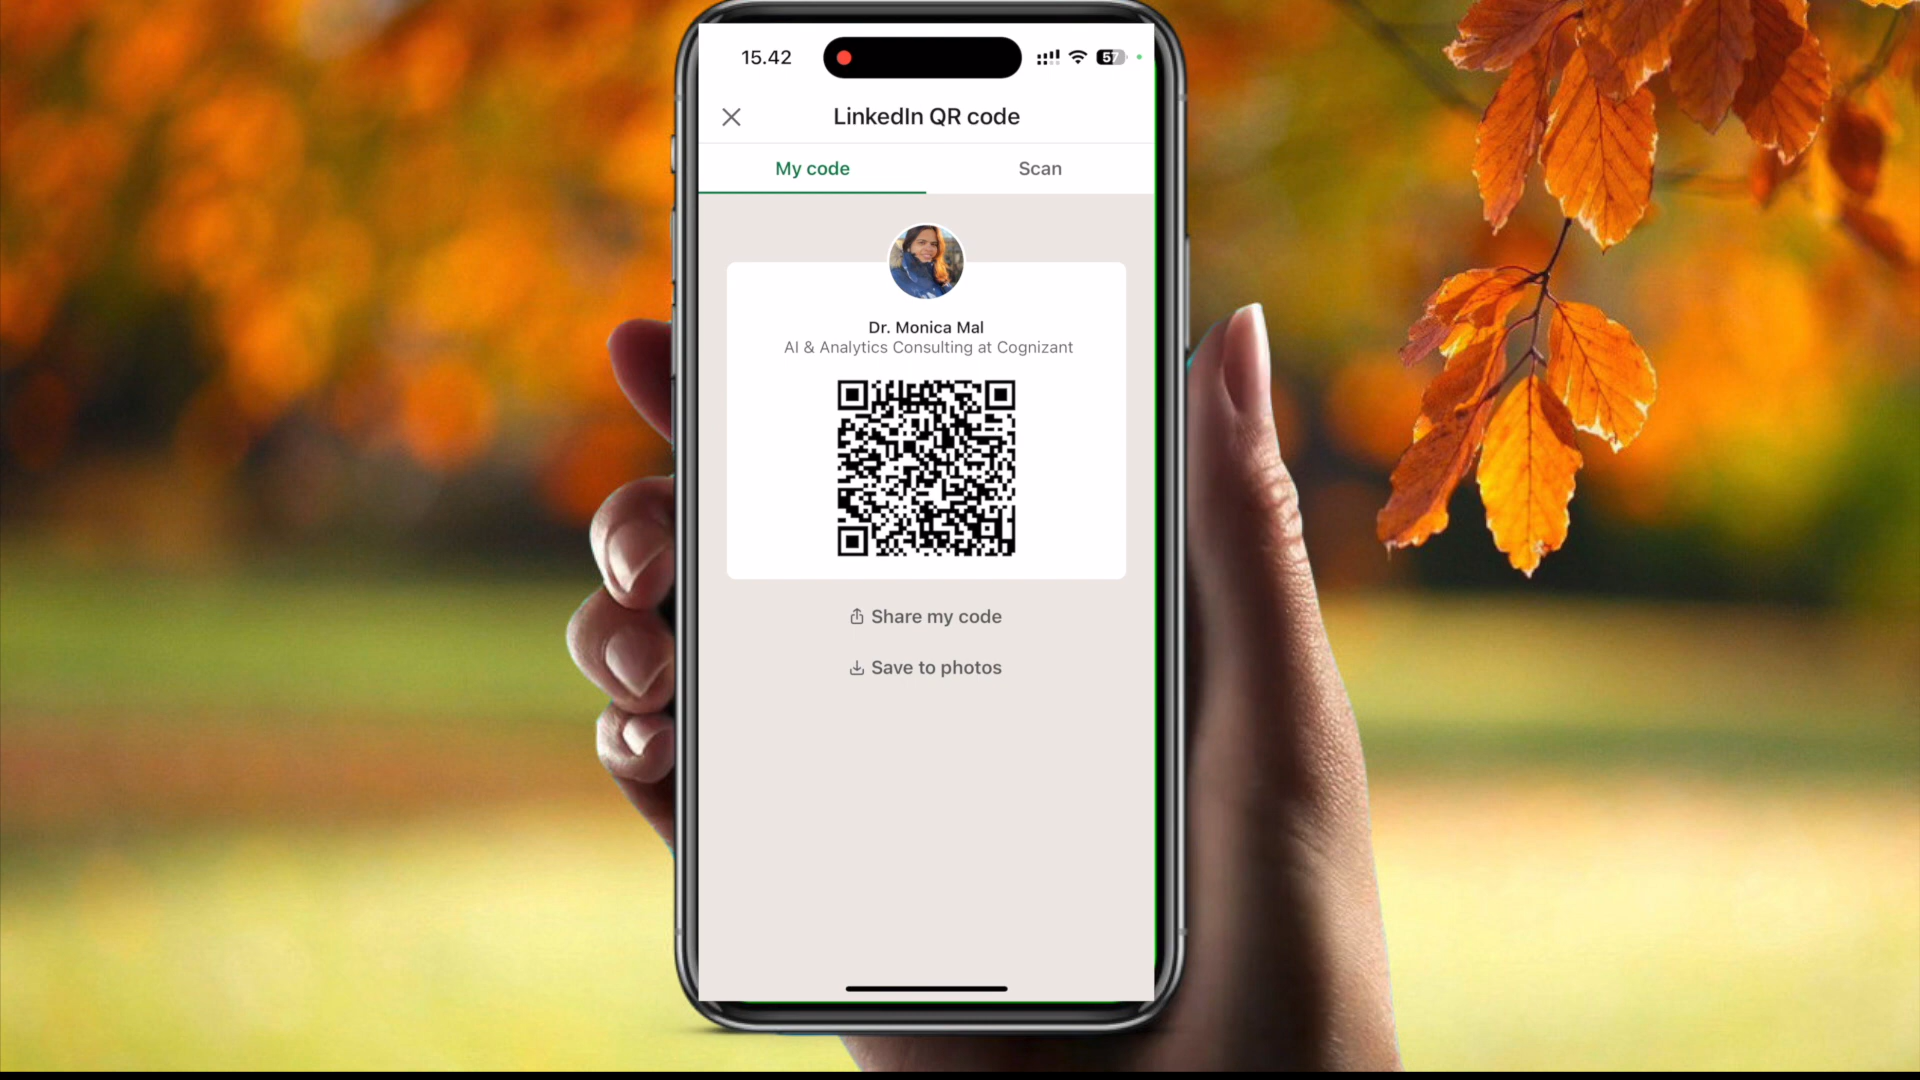 15.42
57
LinkedIn QR code
My code
Scan
Dr. Monica Mal
AI & Analytics Consulting at Cognizant
Share my code
Save to photos